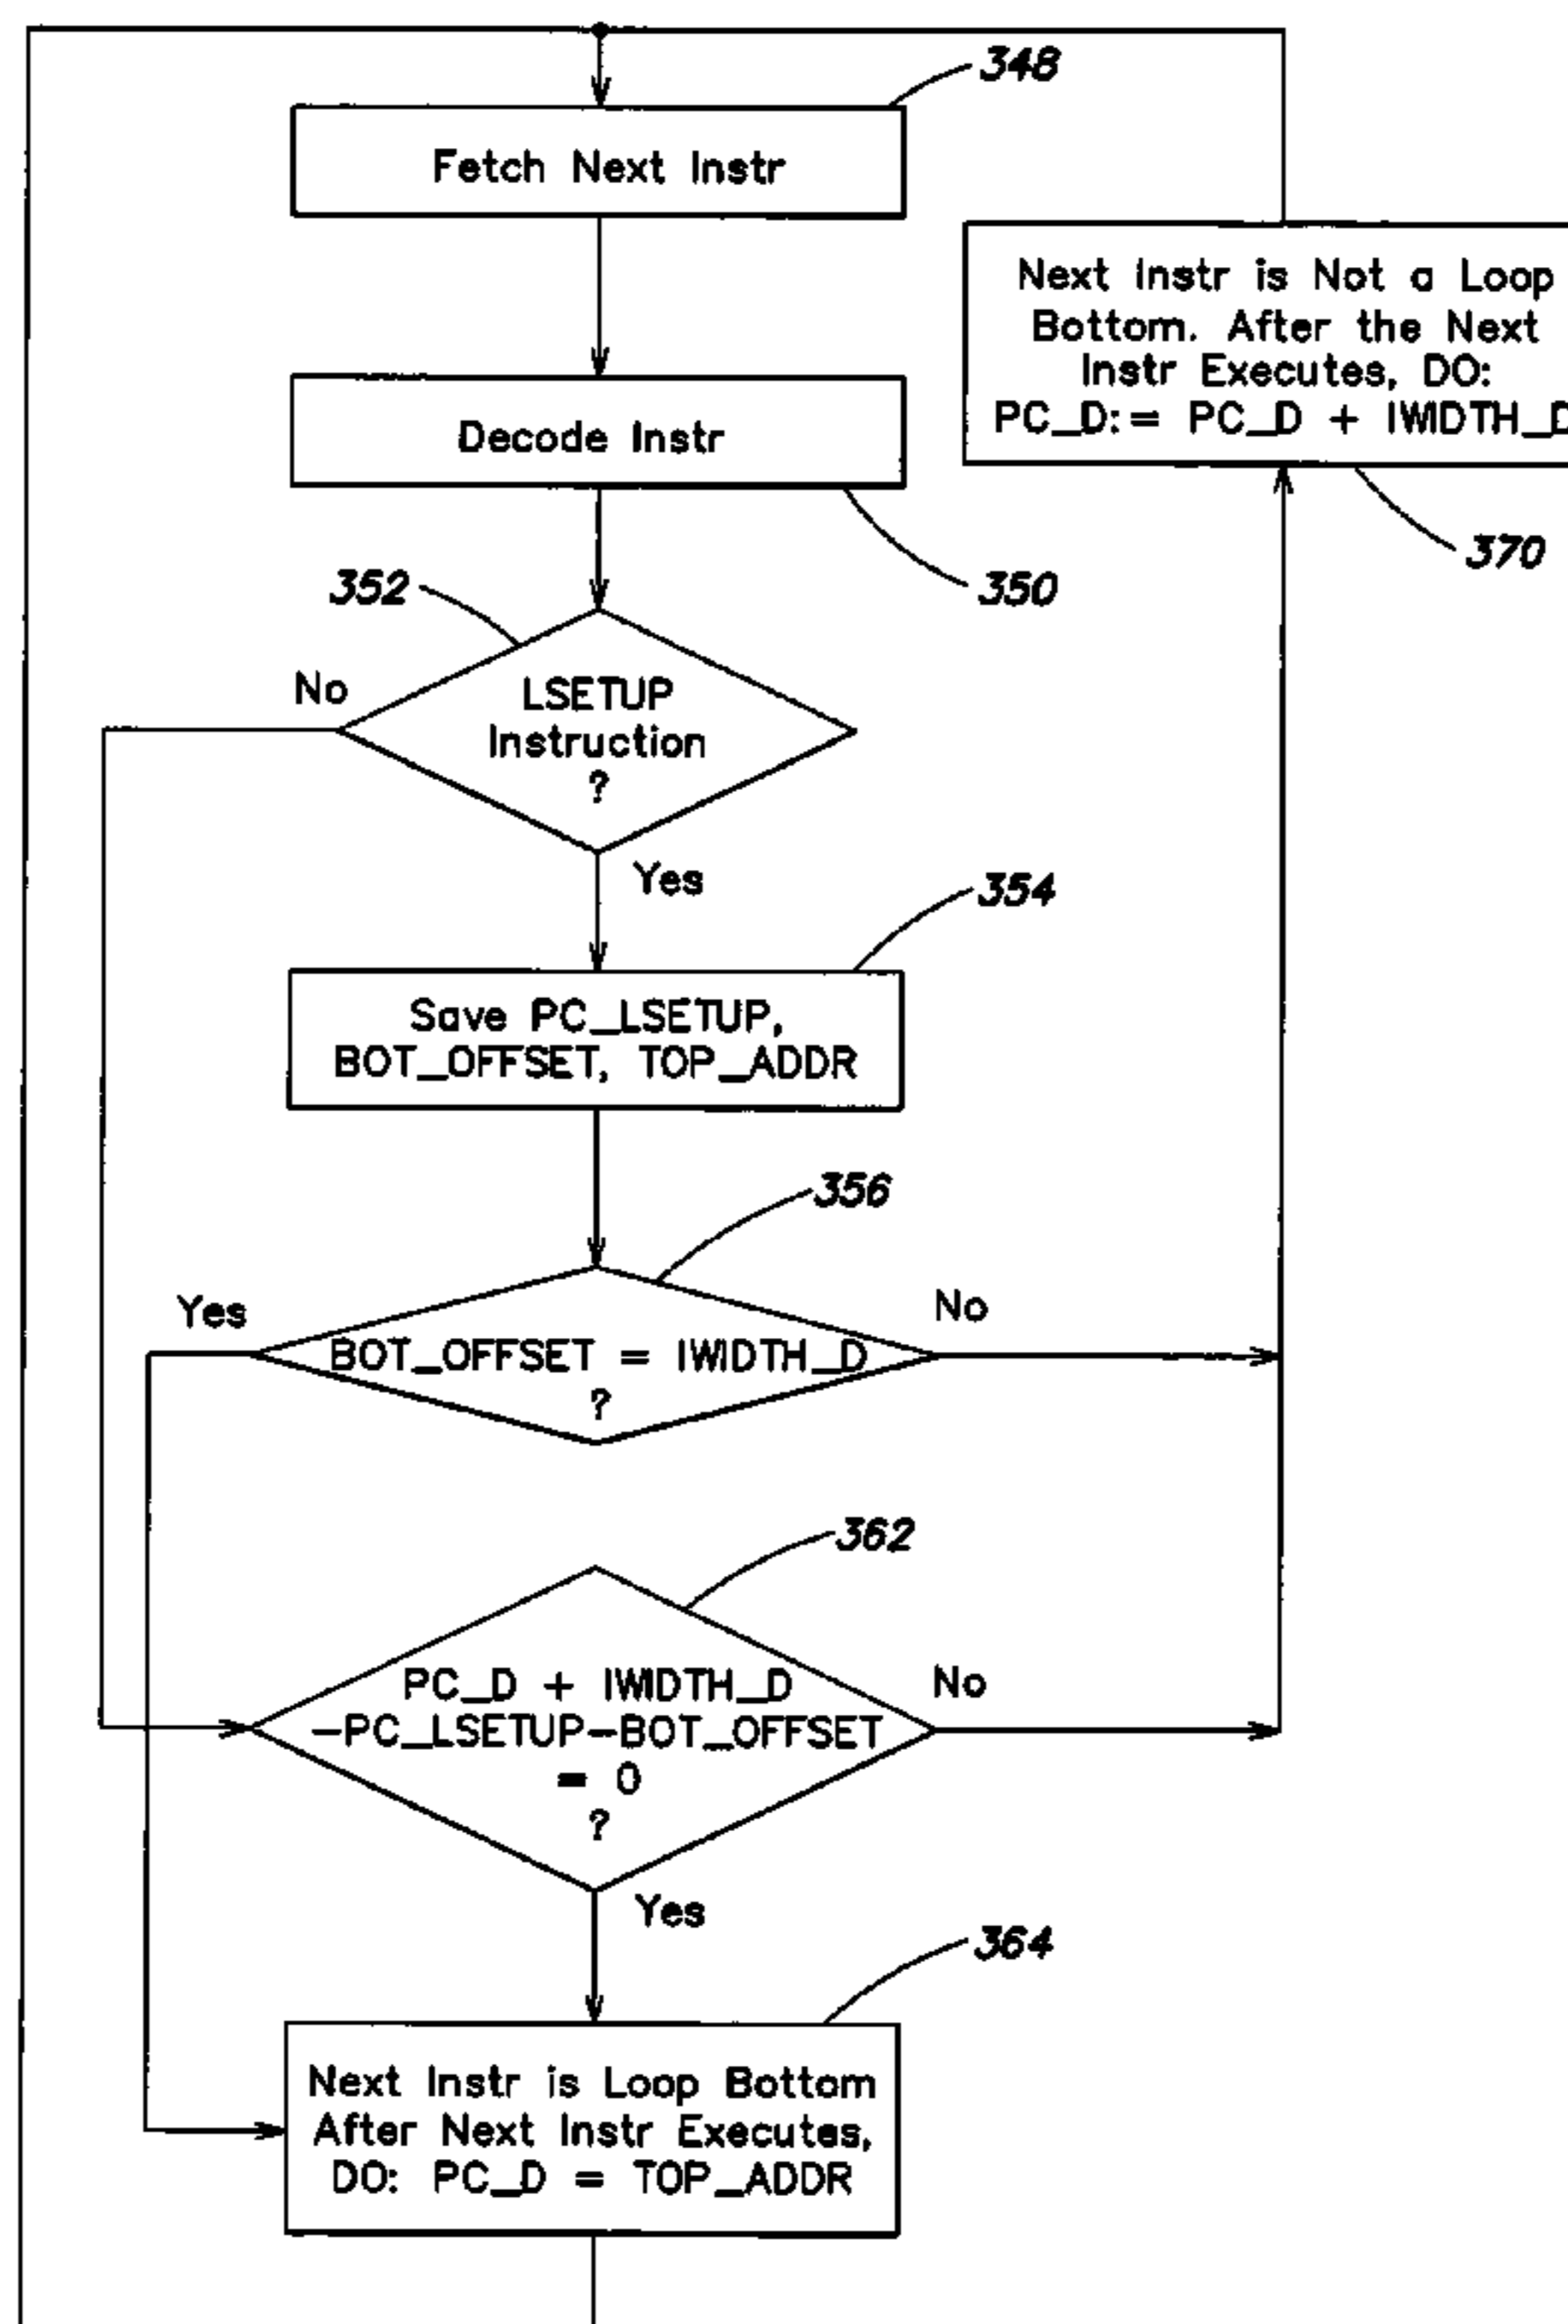 348
Fetch Next Instr
Next Instr is Not a Loop
Bottom. After the Next
Instr Executes, DO:
PC_D:= PC_D + IWIDTH_D
370
Decode Instr
350
352
No
LSETUP
Instruction
?
Yes
354
Save PC_LSETUP,
BOT_OFFSET, TOP_ADDR
356
Yes
No
BOT_OFFSET = IWIDTH_D
?
362
PC_D + IWIDTH_D
-PC_LSETUP-BOT_OFFSET
= 0
?
No
Yes
364
Next Instr is Loop Bottom
After Next Instr Executes,
DO: PC_D = TOP_ADDR